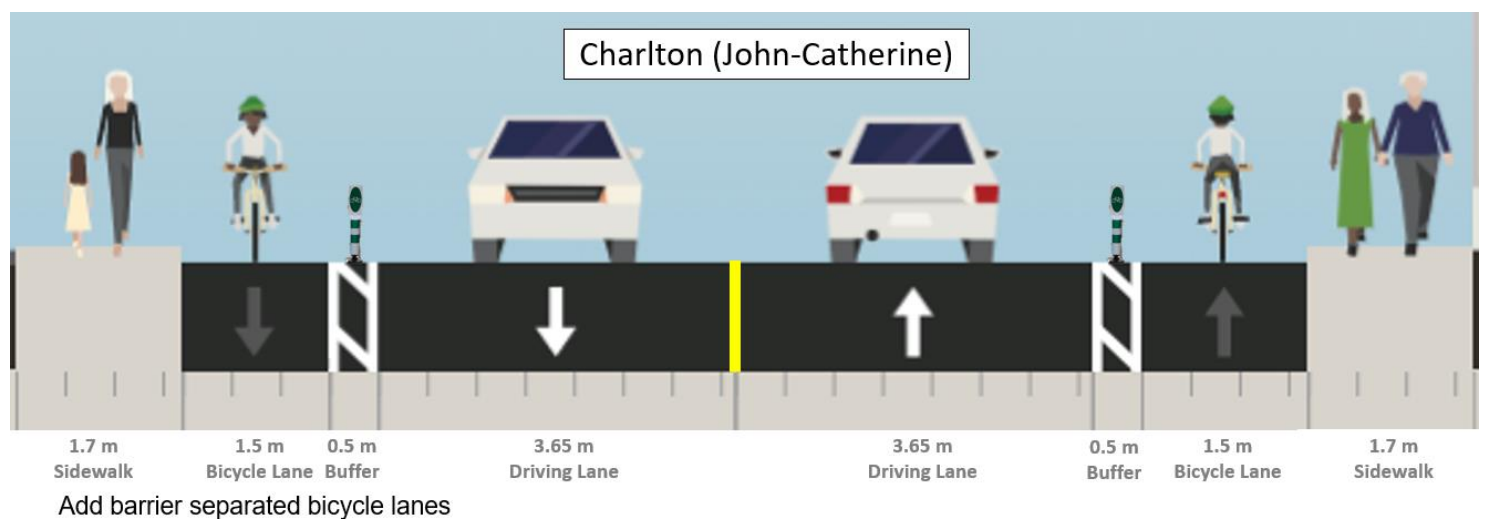 Charlton (John-Catherine)
1.7 m 1.5 m 0.5 m 3.65 m 3.65 m 0.5 m 1.5 m 1.7 m
Sidewalk Bicycle Lane Buffer Driving Lane Driving Lane Buffer Bicycle Lane Sidewalk
Add barrier separated bicycle lanes